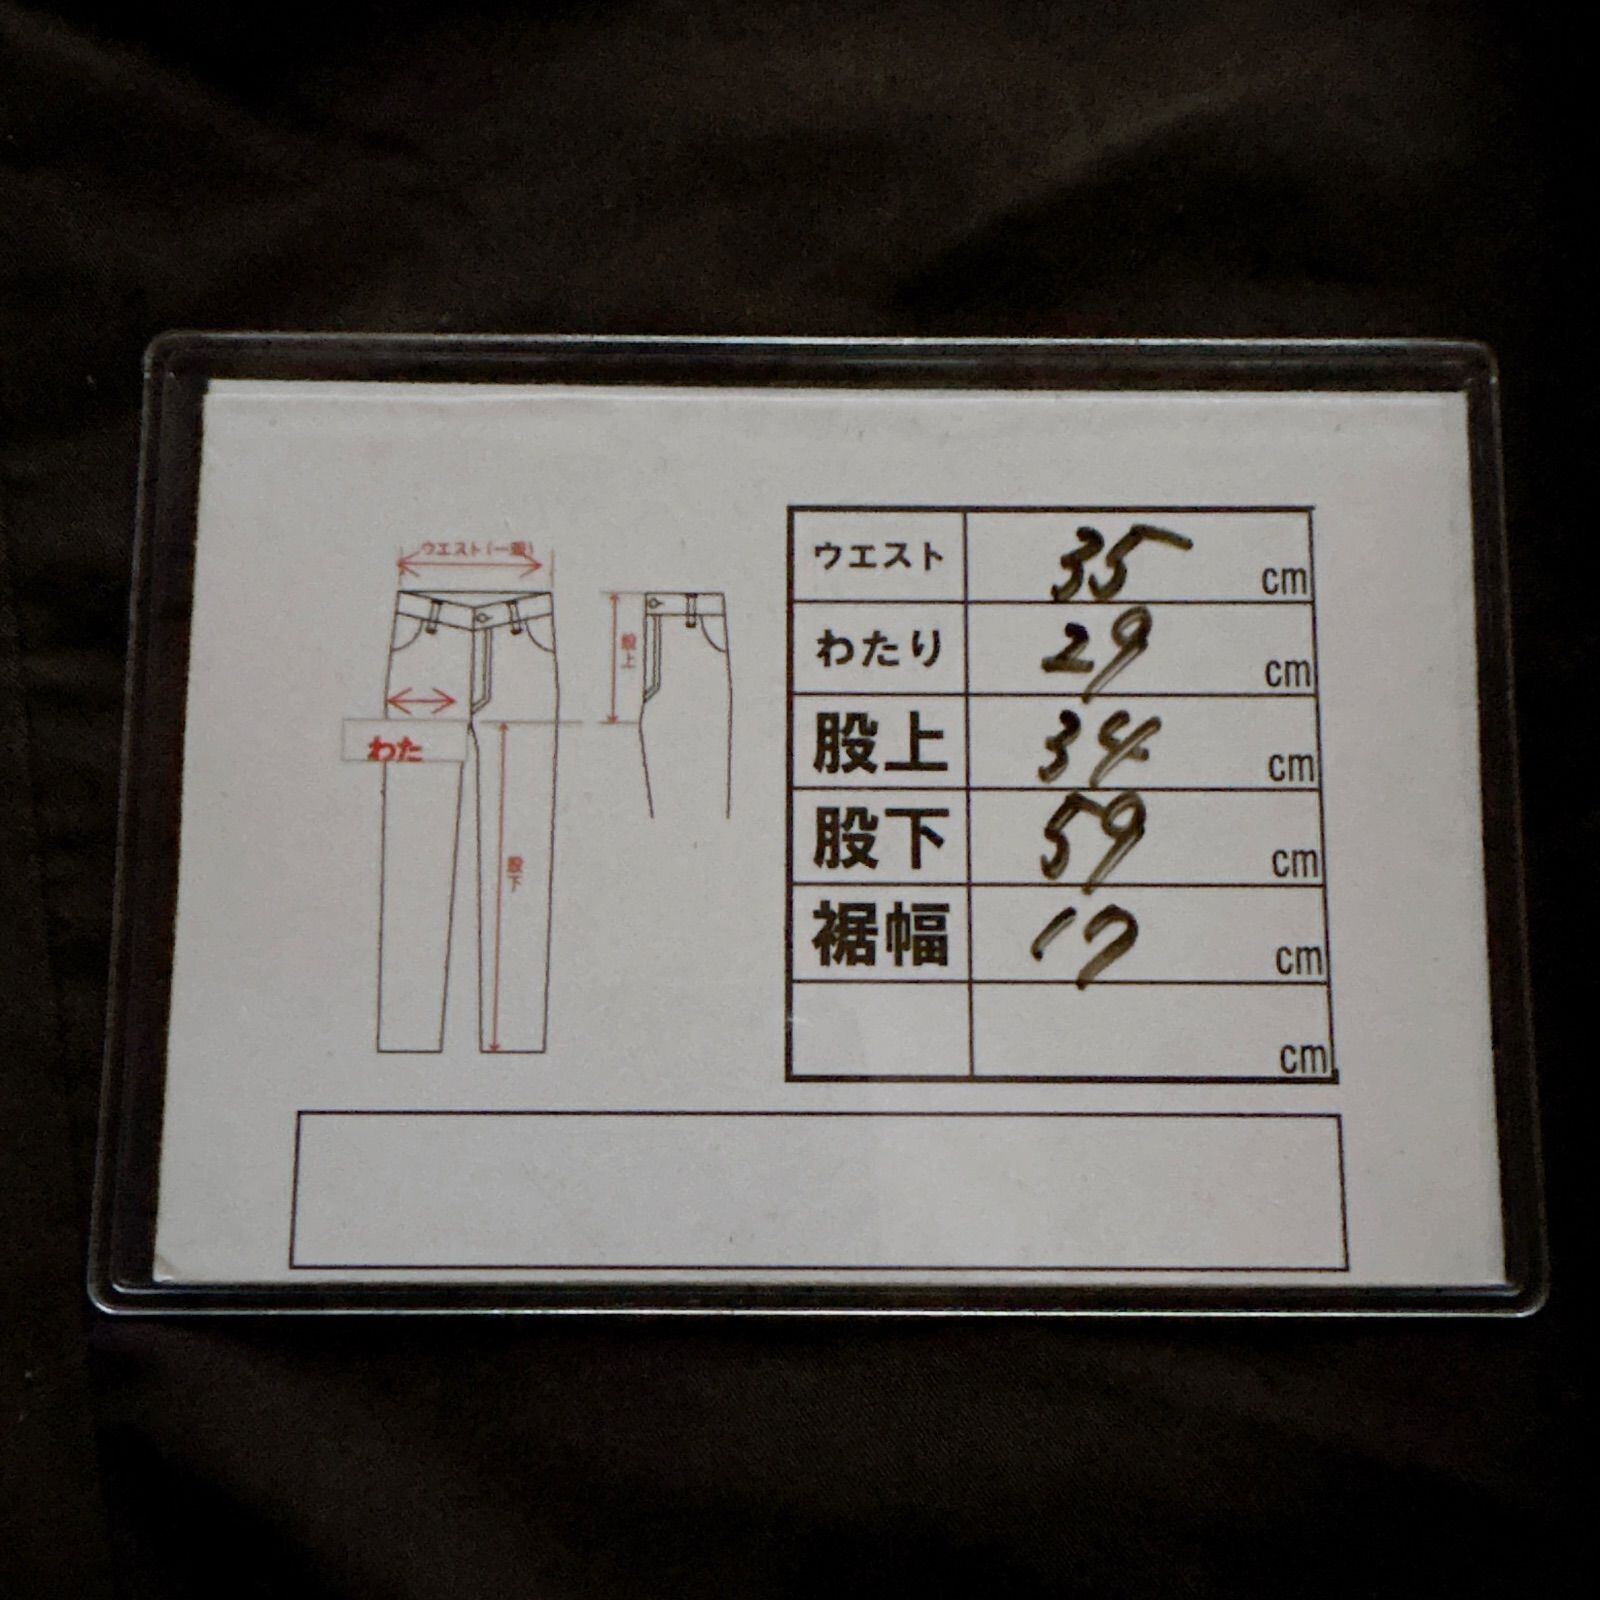 ウエスト(一周)
股上
わた
股下
ウエスト 35 cm
わたり 29 cm
股上 34 cm
股下 59 cm
裾幅 17 cm
cm